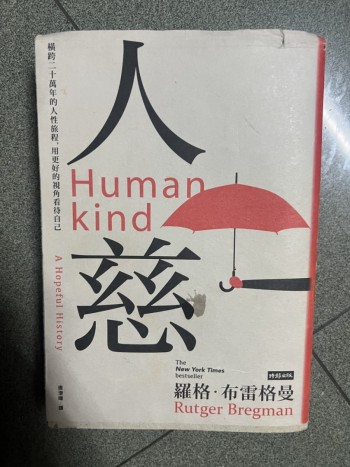 人慈
橫跨二十萬年的人性旅程，用更好的視角看待自己
Human
kind
A Hopeful History
The
New York Times
bestseller
時報出版
羅格·布雷格曼
Rutger Bregman